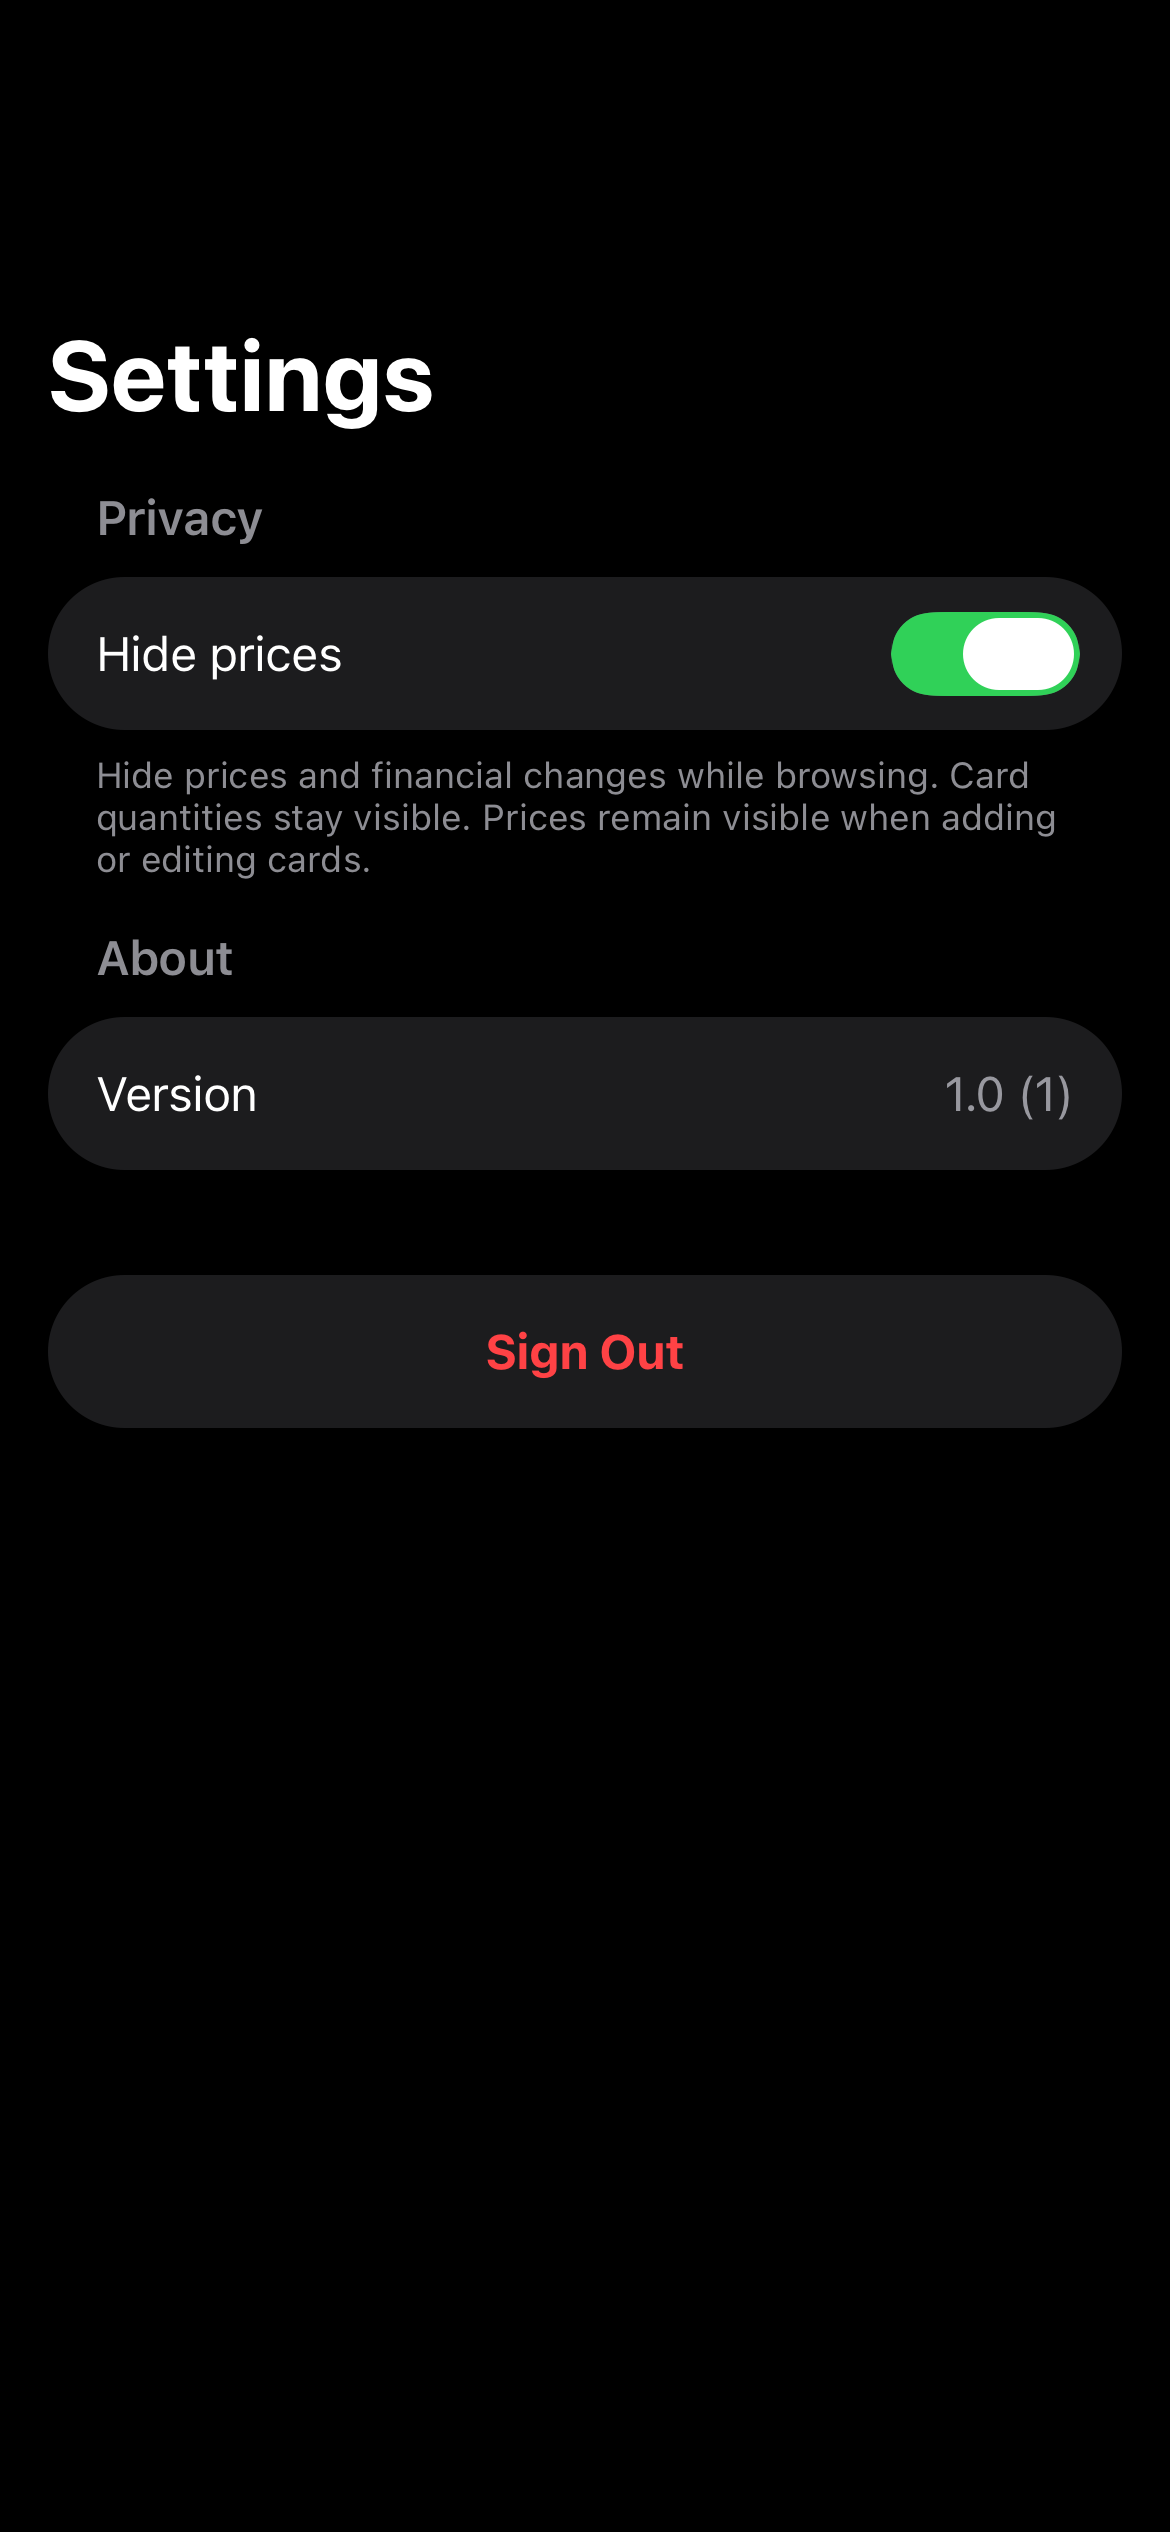 Settings
Privacy
Hide prices
Hide prices and financial changes while browsing. Card
quantities stay visible. Prices remain visible when adding
or editing cards.
About
Version 1.0 (1)
Sign Out